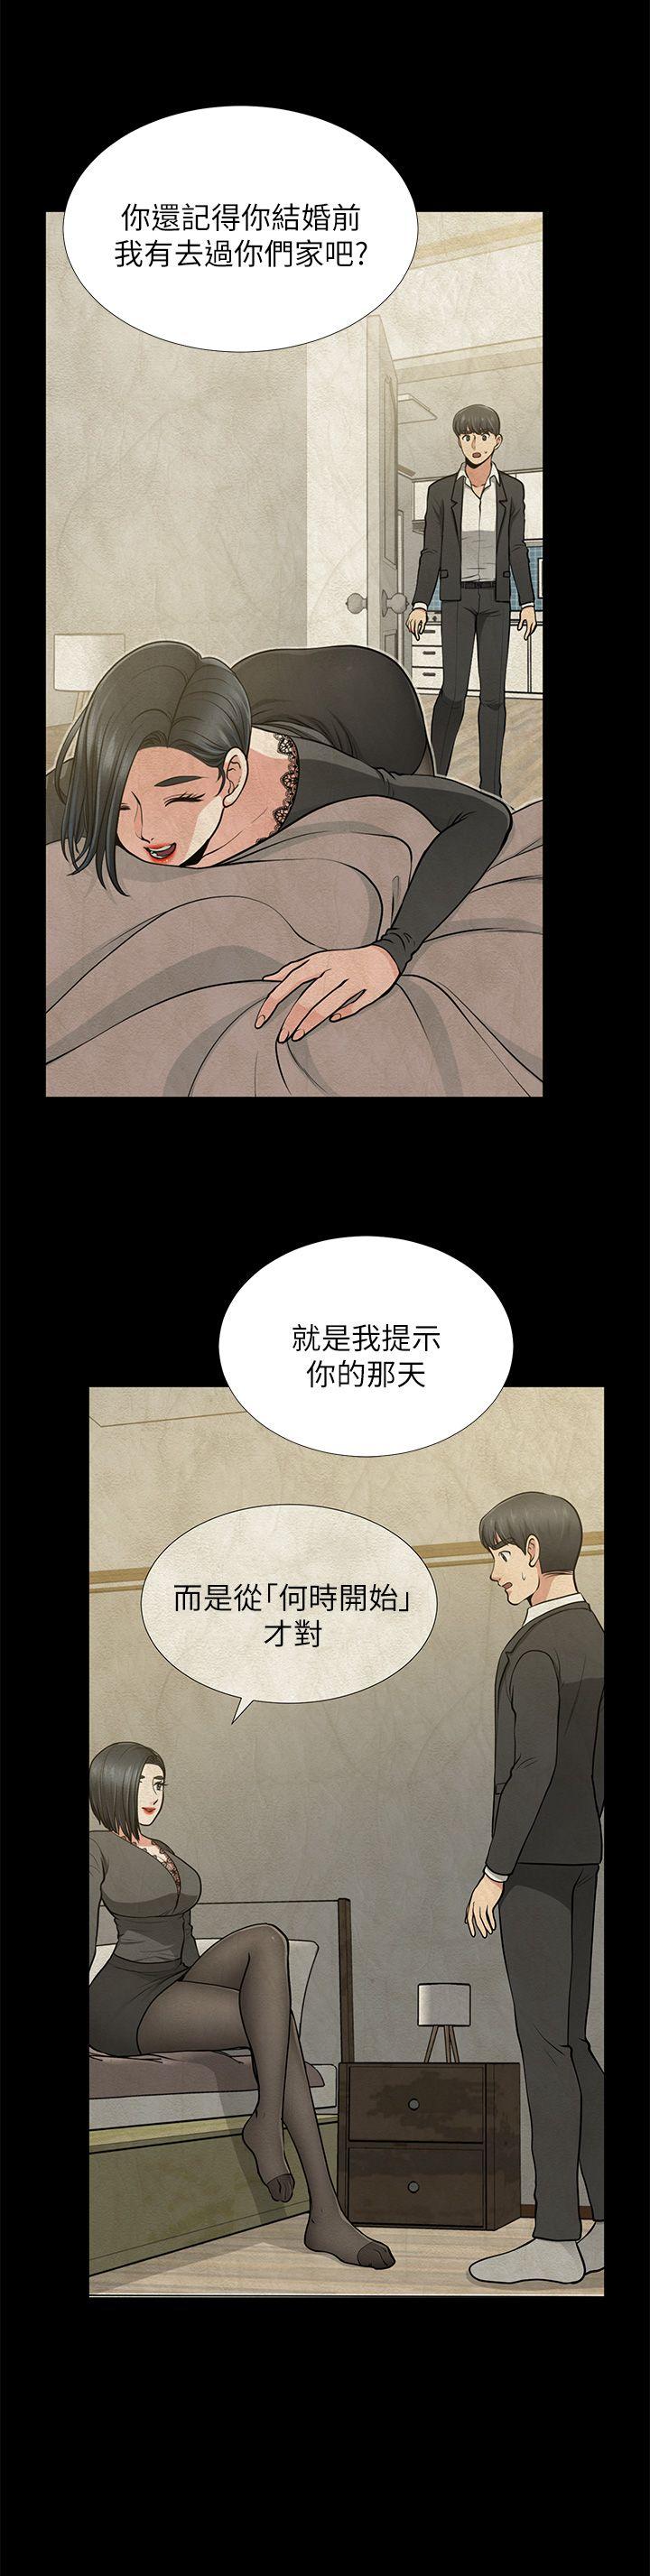 你還記得你結婚前
我有去過你們家吧?
就是我提示
你的那天
而是從「何時開始」
才對